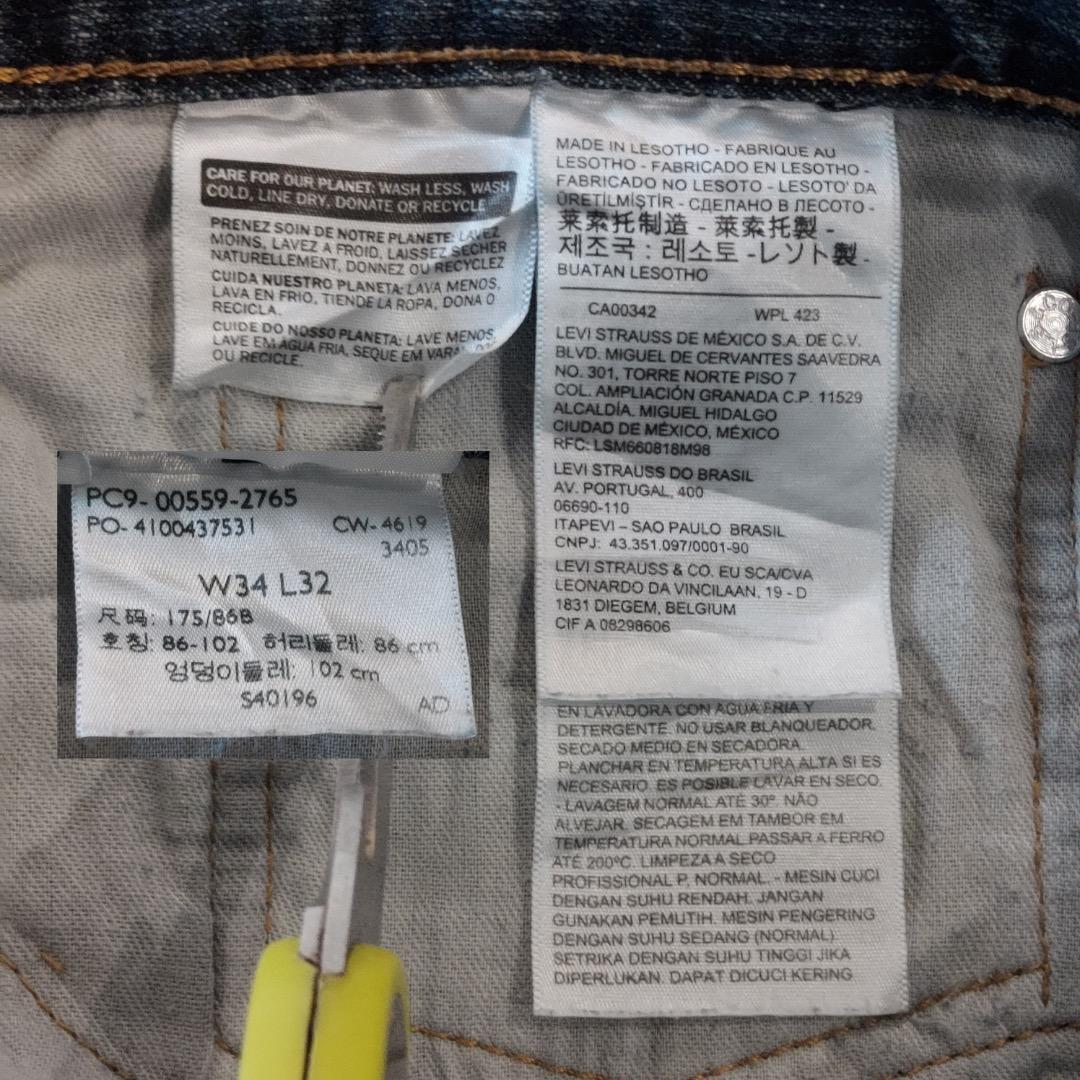 CARE FOR OUR PLANET: WASH LESS, WASH
COLD, LINE DRY, DONATE OR RECYCLE
PRENEZ SOIN DE NOTRE PLANETE: LAVEZ
MOINS, LAVEZ A FROID, LAISSEZ SECHER
NATURELLEMENT, DONNEZ OU RECYCLEZ
CUIDA NUESTRO PLANETA: LAVA MENOS,
LAVA EN FRIO, TIENDE LA ROPA, DONA O
RECICLA.
CUIDE DO NOSSO PLANETA: LAVE MENOS,
LAVE EM AGUA FRIA, SEQUE EM
OU RECICLE.
PC9- 00559-2765
PO- 4100437531 CW- 4619
3405
W34 L32
尺 码: 175/86B
호칭: 86-102 허리둘레: 86 cm
엉덩이둘레: 102 cm
S40196 AD
MADE IN LESOTHO - FABRIQUE AU
LESOTHO - FABRICADO EN LESOTHO -
FABRICADO NO LESOTO - LESOTO' DA
ÜRETİLMİŞTİR - СДЕЛАНО В ЛЕСОТО -
莱索托制造 - 萊索托製 -
제조국 : 레소토 -レソト製 -
BUATAN LESOTHO
CA00342 WPL 423
LEVI STRAUSS DE MÉXICO S.A. DE C.V.
BLVD. MIGUEL DE CERVANTES SAAVEDRA
NO. 301, TORRE NORTE PISO 7
COL. AMPLIACIÓN GRANADA C.P. 11529
ALCALDÍA. MIGUEL HIDALGO
CIUDAD DE MÉXICO, MÉXICO
RFC: LSM660818M98
LEVI STRAUSS DO BRASIL
AV. PORTUGAL, 400
06690-110
ITAPEVI – SAO PAULO BRASIL
CNPJ: 43.351.097/0001-90
LEVI STRAUSS & CO. EU SCA/CVA
LEONARDO DA VINCILAAN, 19 - D
1831 DIEGEM, BELGIUM
CIF A 08298606
EN LAVADORA CON AGUA FRIA Y
DETERGENTE. NO USAR BLANQUEADOR.
SECADO MEDIO EN SECADORA.
PLANCHAR EN TEMPERATURA ALTA SI ES
NECESARIO. ES POSIBLE LAVAR EN SECO.
- LAVAGEM NORMAL ATÉ 30º. NÃO
ALVEJAR. SECAGEM EM TAMBOR EM
TEMPERATURA NORMAL PASSAR A FERRO
ATÉ 200ºC. LIMPEZA A SECO
PROFISSIONAL P, NORMAL. - MESIN CUCI
DENGAN SUHU RENDAH. JANGAN
GUNAKAN PEMUTIH. MESIN PENGERING
DENGAN SUHU SEDANG (NORMAL)
SETRIKA DENGAN SUHU TINGGI JIKA
DIPERLUKAN. DAPAT DICUCI KERING